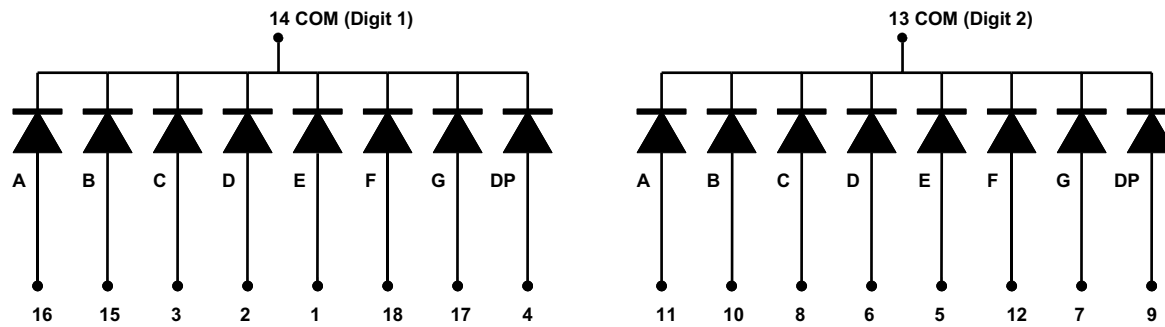 14 COM (Digit 1) 13 COM (Digit 2)
A B C D E F G DP A B C D E F G DP
16 15 3 2 1 18 17 4 11 10 8 6 5 12 7 9